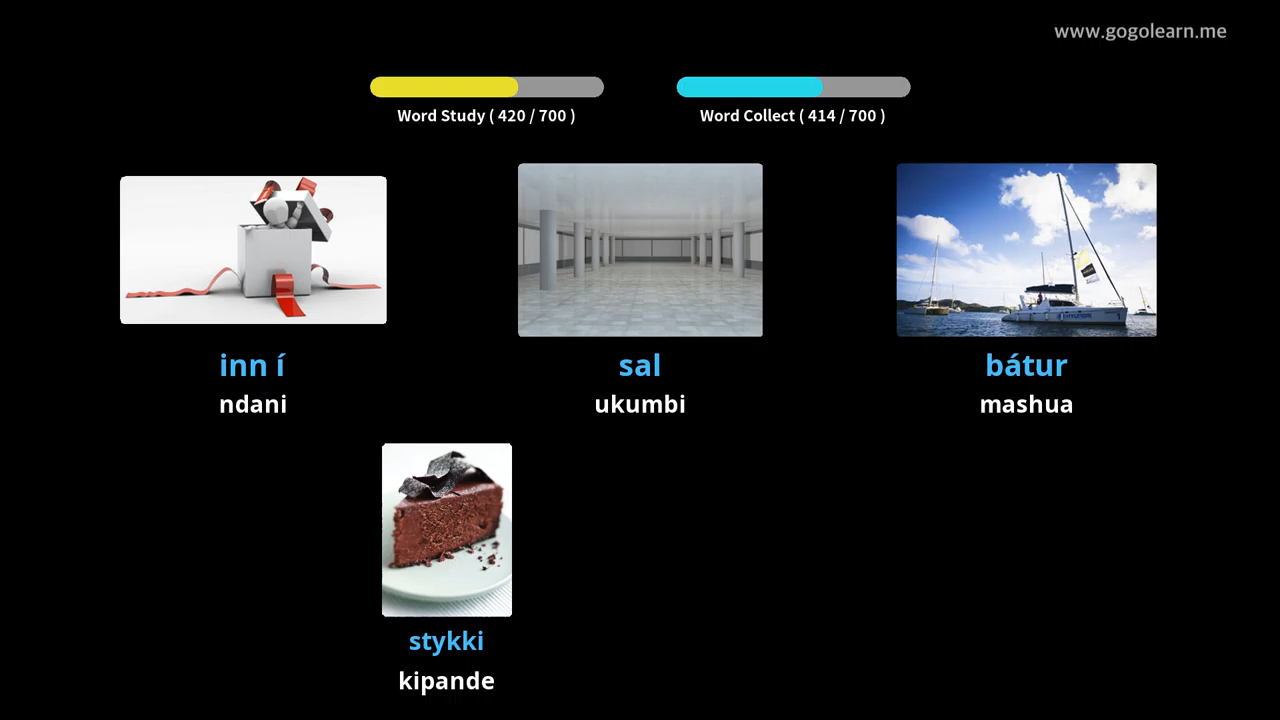 www.gogolearn.me
Word Study ( 420 / 700 )
Word Collect ( 414 / 700 )
inn í
ndani
sal
ukumbi
bátur
mashua
stykki
kipande